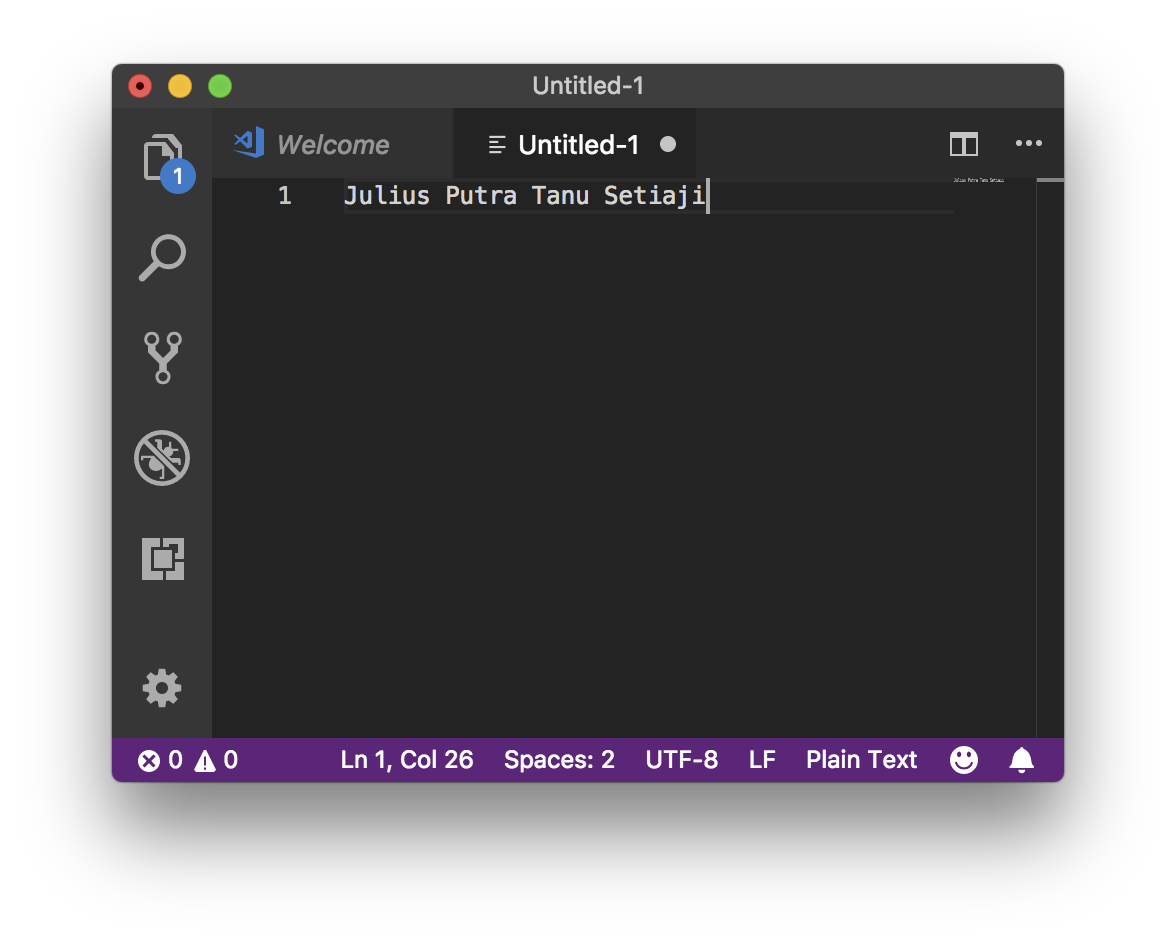 Untitled-1
Welcome
Untitled-1
1
1 Julius Putra Tanu Setiaji
Julius Putra Tanu Setiaji
0 0 Ln 1, Col 26 Spaces: 2 UTF-8 LF Plain Text